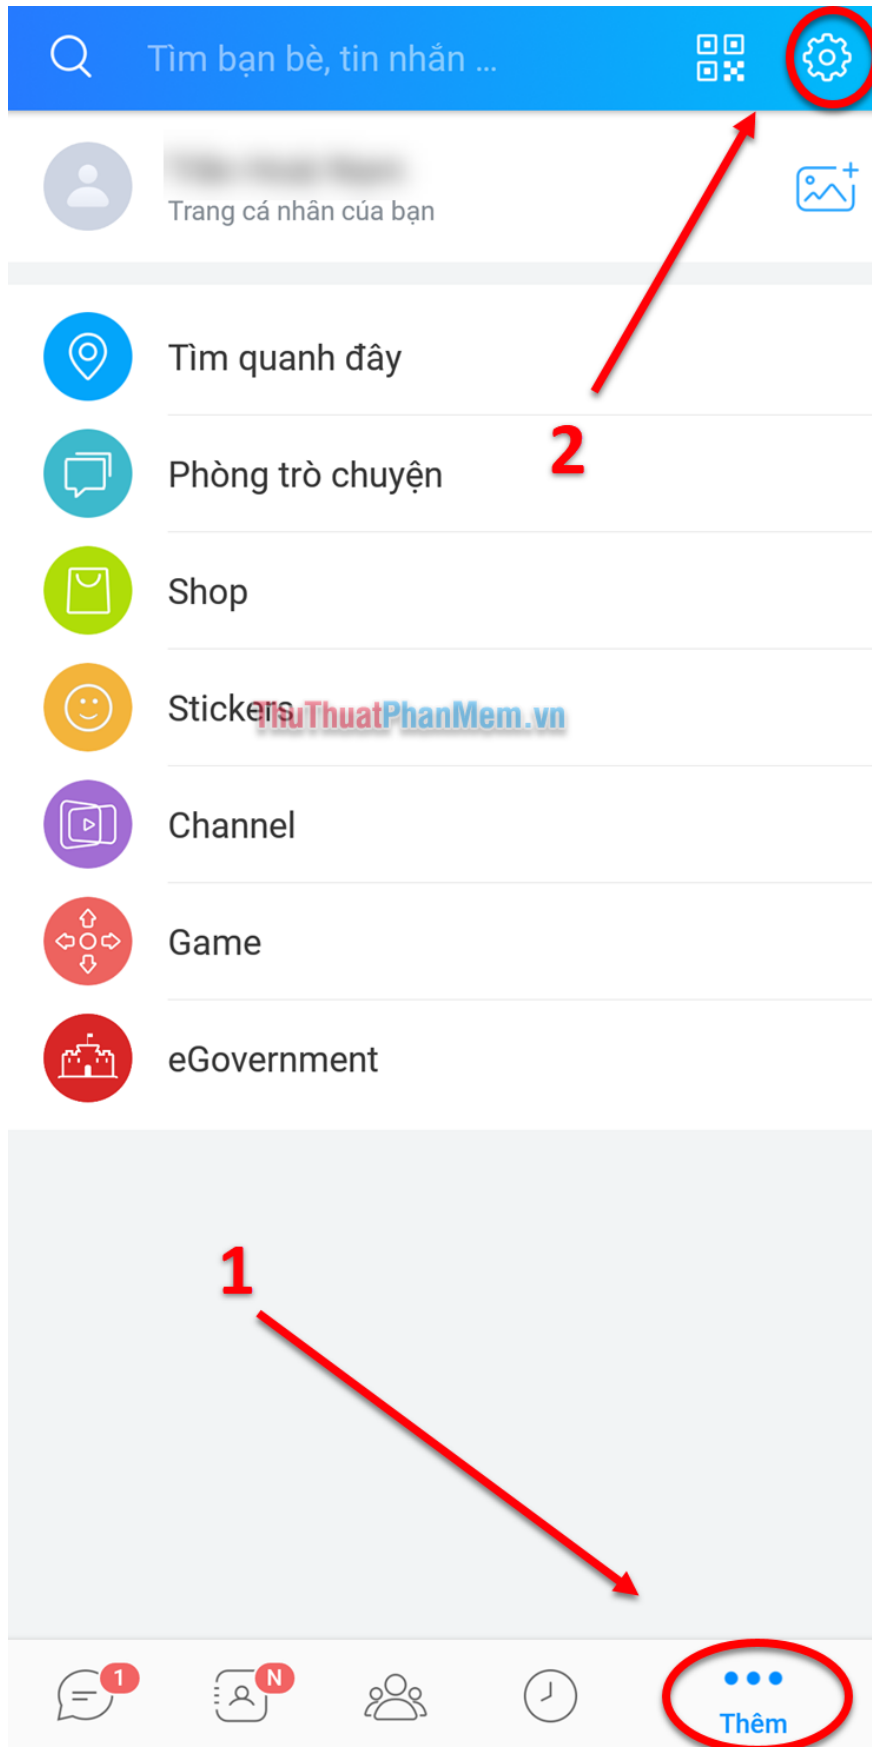 Tìm bạn bè, tin nhắn ...
Trang cá nhân của bạn
Tìm quanh đây
2
Phòng trò chuyện
Shop
Stickers
ThuThuatPhanMem.vn
Channel
Game
eGovernment
1
1
N
Thêm